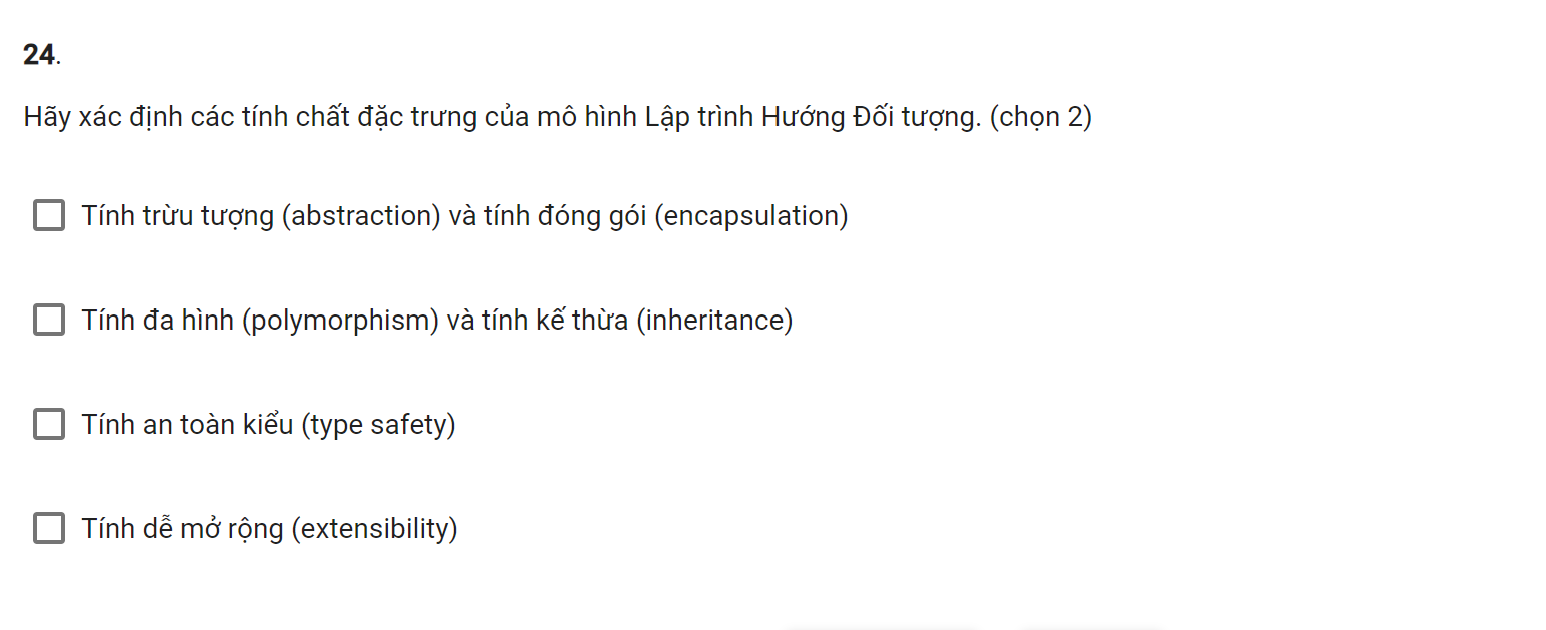 24.
Hãy xác định các tính chất đặc trưng của mô hình Lập trình Hướng Đối tượng. (chọn 2)
Tính trừu tượng (abstraction) và tính đóng gói (encapsulation)
Tính đa hình (polymorphism) và tính kế thừa (inheritance)
Tính an toàn kiểu (type safety)
Tính dễ mở rộng (extensibility)